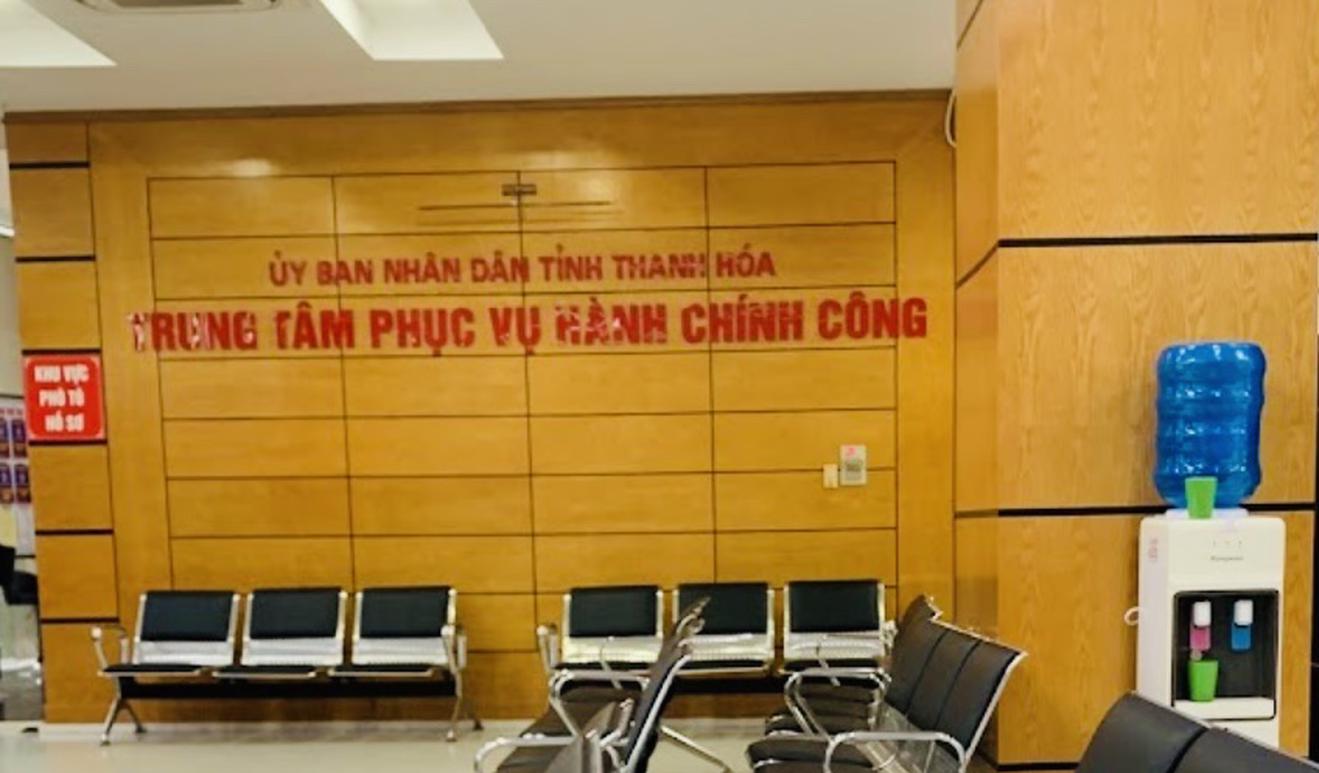 ỦY BAN NHÂN DÂN TỈNH THANH HÓA
TRUNG TÂM PHỤC VỤ HÀNH CHÍNH CÔNG
KHU VỰC
PHÔ TÔ
HỒ SƠ